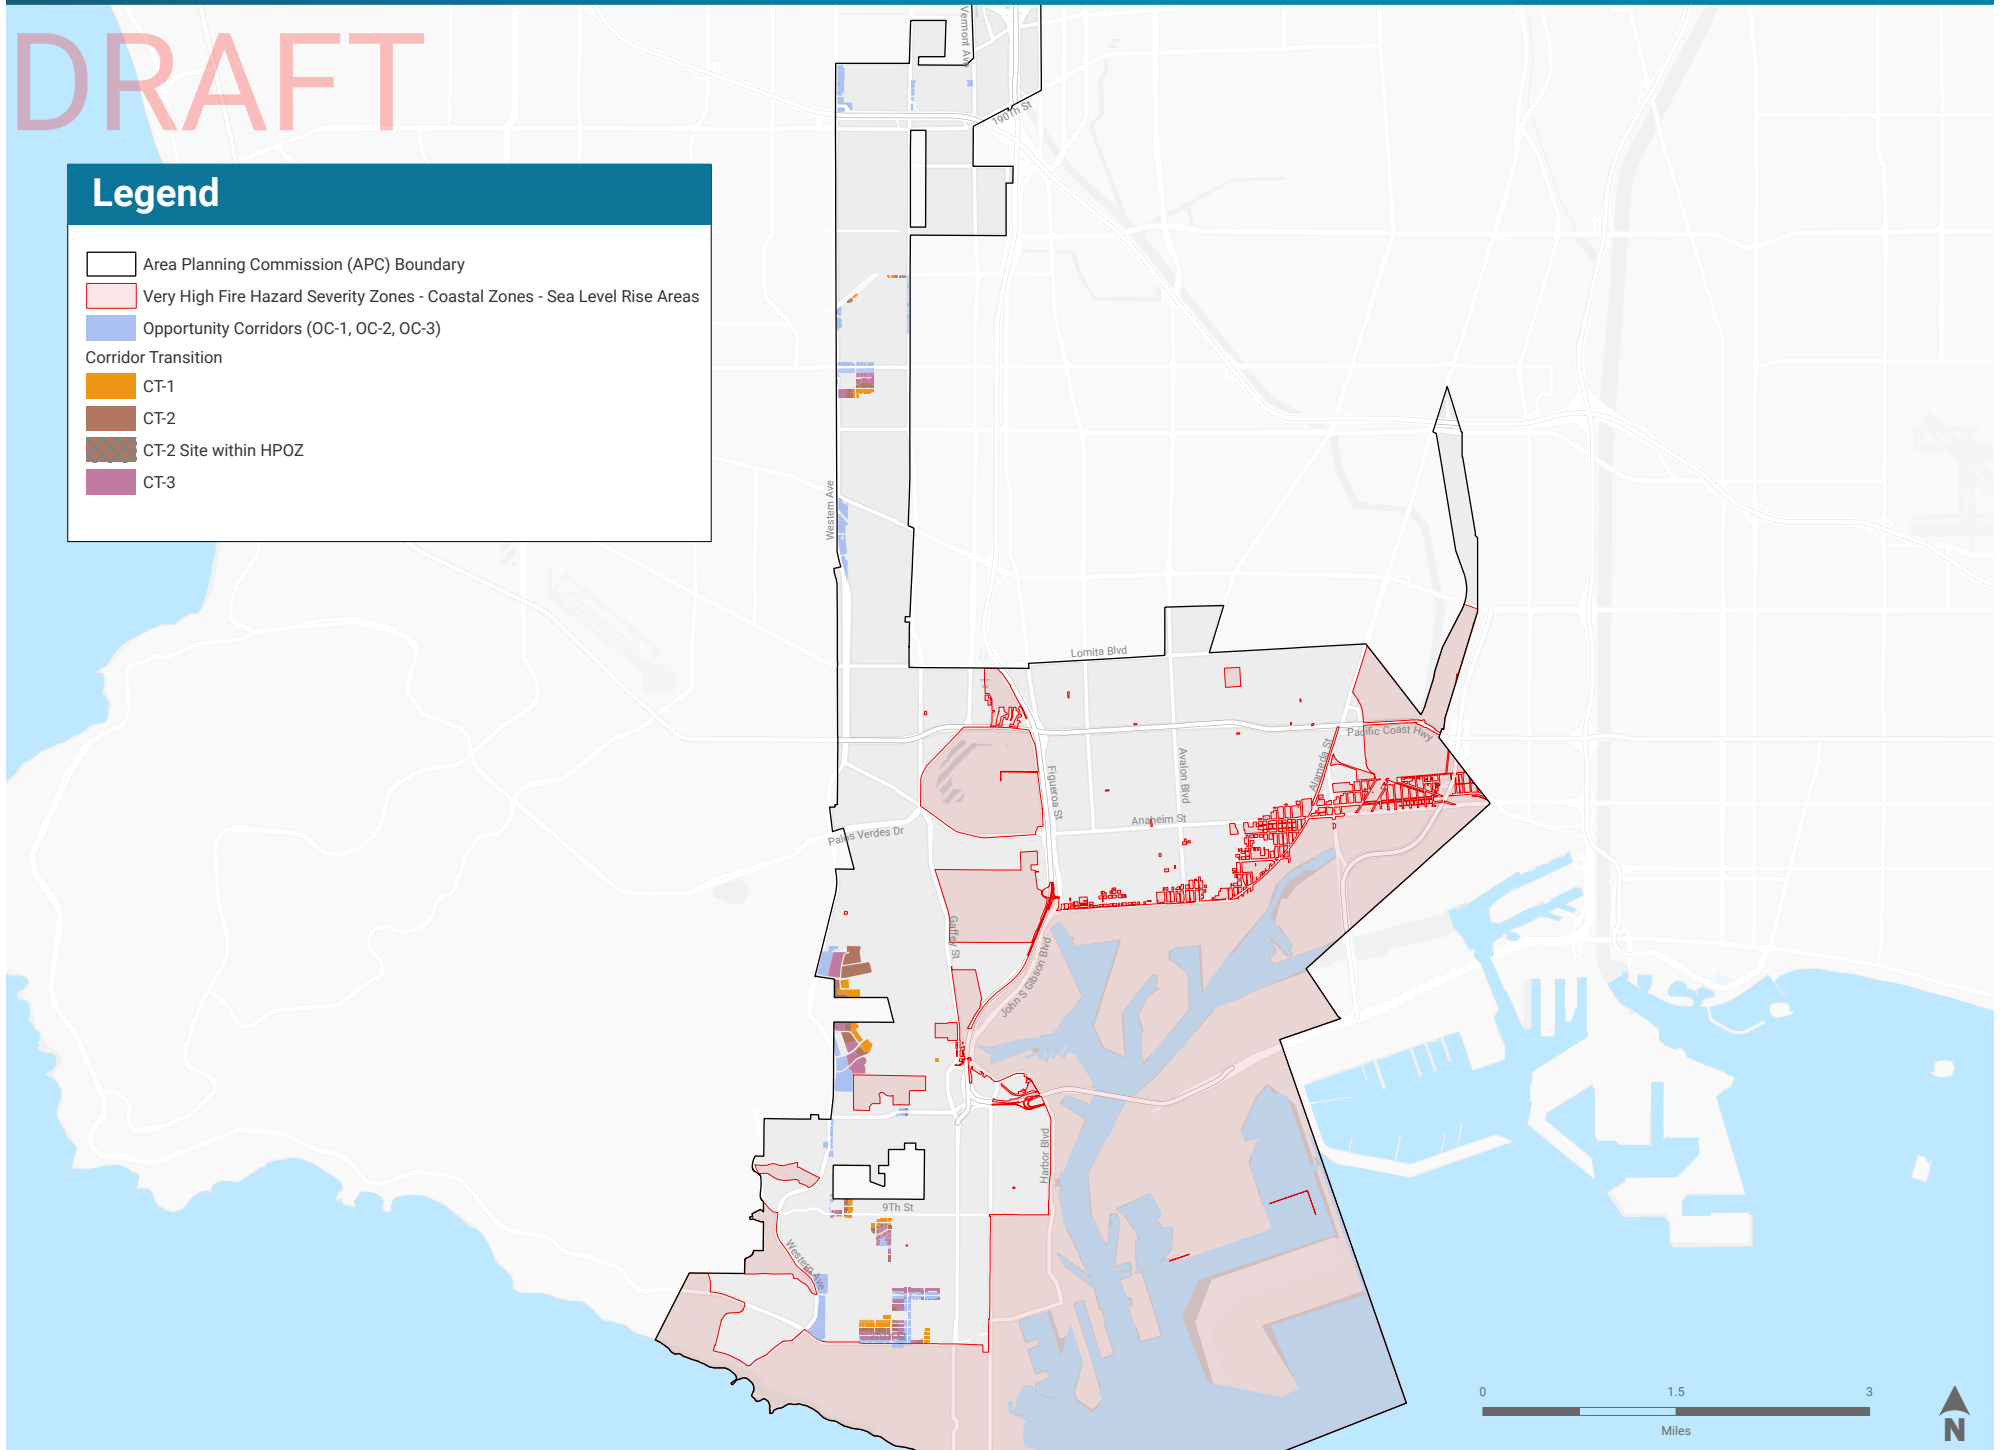 DRAFT
Legend
Area Planning Commission (APC) Boundary
Very High Fire Hazard Severity Zones - Coastal Zones - Sea Level Rise Areas
Opportunity Corridors (OC-1, OC-2, OC-3)
Corridor Transition
CT-1
CT-2
CT-2 Site within HPOZ
CT-3
Vermont Ave
190Th St
Western Ave
Lomita Blvd
Pacific Coast Hwy
Alameda St
Avalon Blvd
Figueroa St
Anaheim St
Palos Verdes Dr
Gaffey St
John S Gibson Blvd
Harbor Blvd
9Th St
Western Ave
0
1.5
3
Miles
N